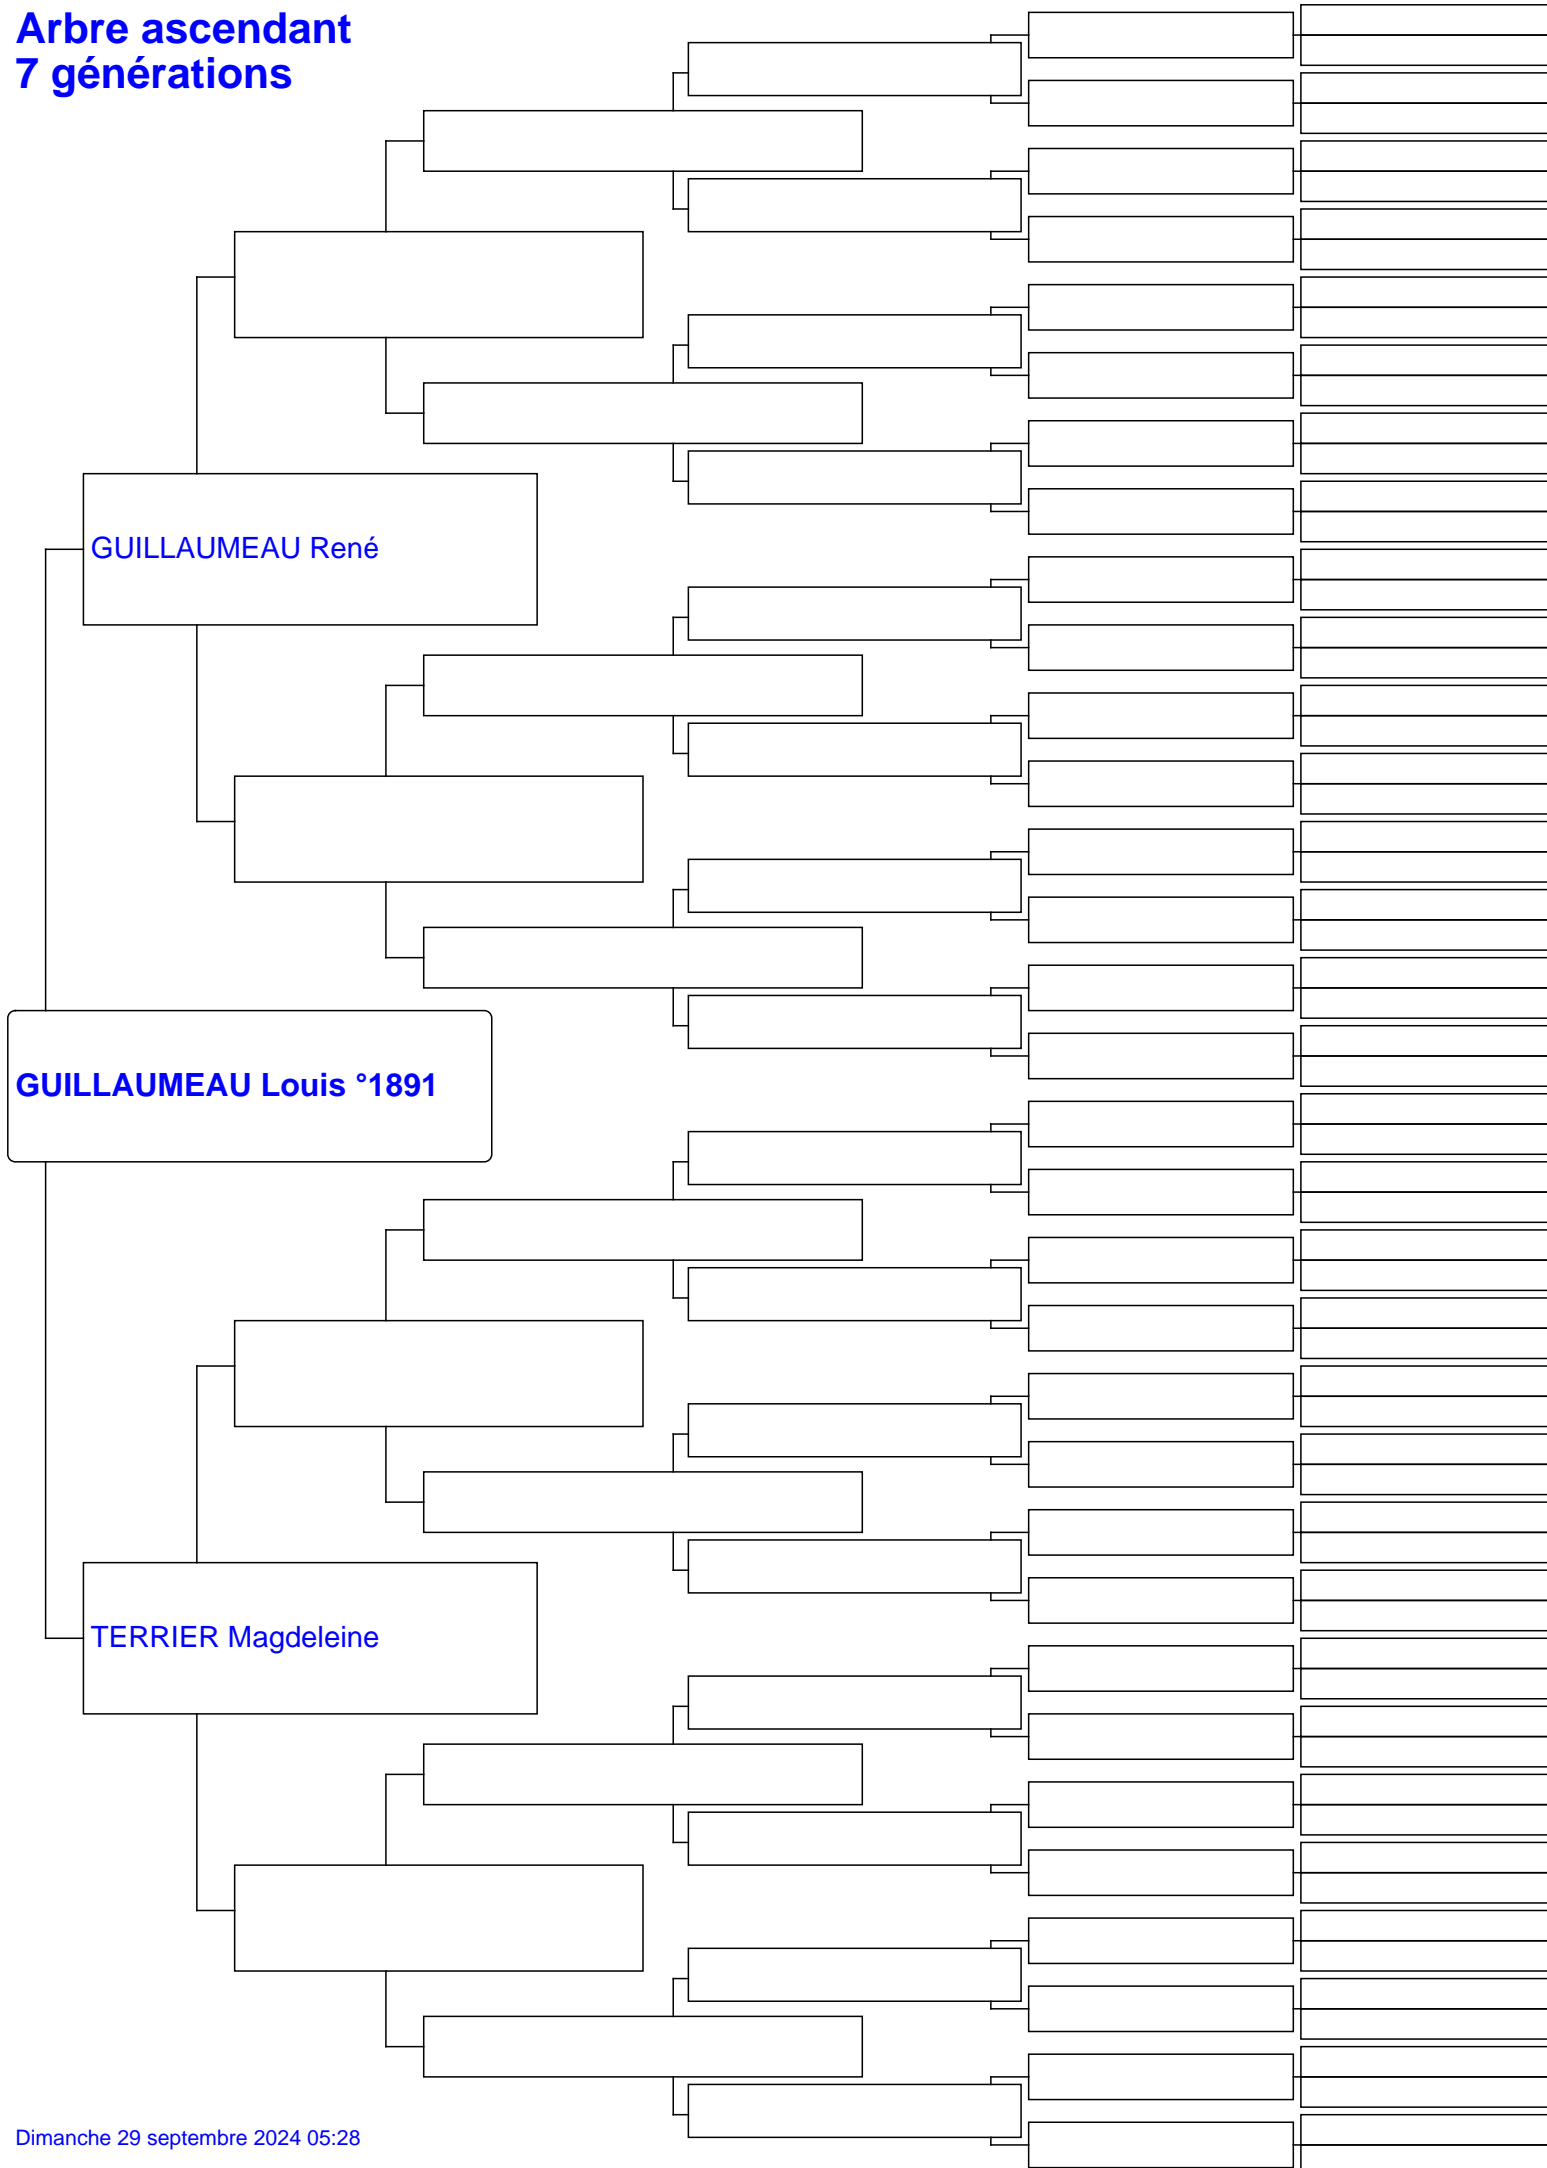 Arbre ascendant
7 générations
GUILLAUMEAU René
GUILLAUMEAU Louis °1891
TERRIER Magdeleine
Dimanche 29 septembre 2024 05:28